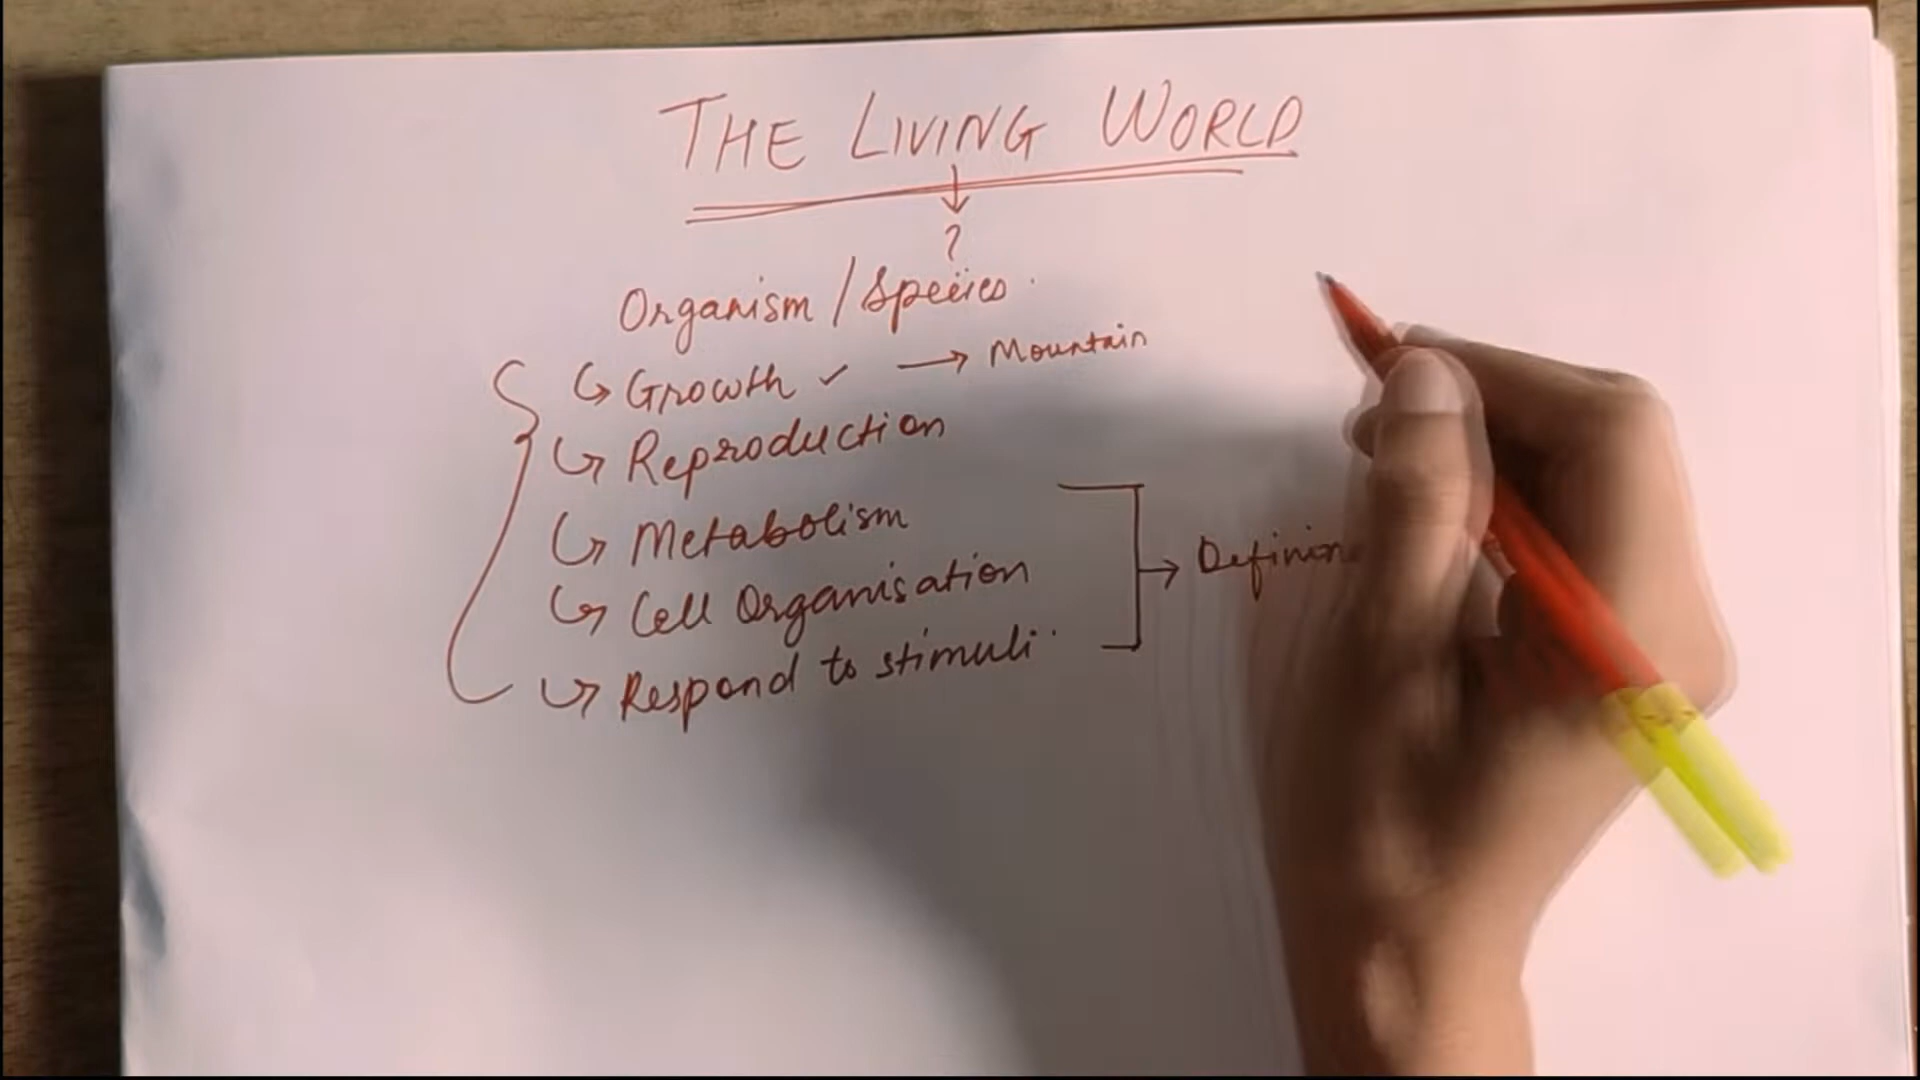 THE LIVING WORLD
?
Organism / Species
Growth ✓ → Mountain
Reproduction
Metabolism
Cell Organisation
→
Respond to stimuli